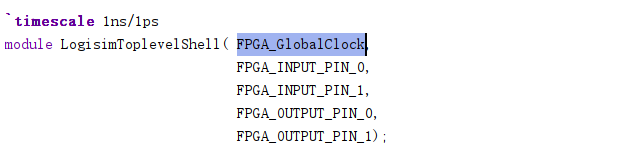 `timescale 1ns/1ps
module LogisimToplevelShell( FPGA_GlobalClock,
FPGA_INPUT_PIN_0,
FPGA_INPUT_PIN_1,
FPGA_OUTPUT_PIN_0,
FPGA_OUTPUT_PIN_1);